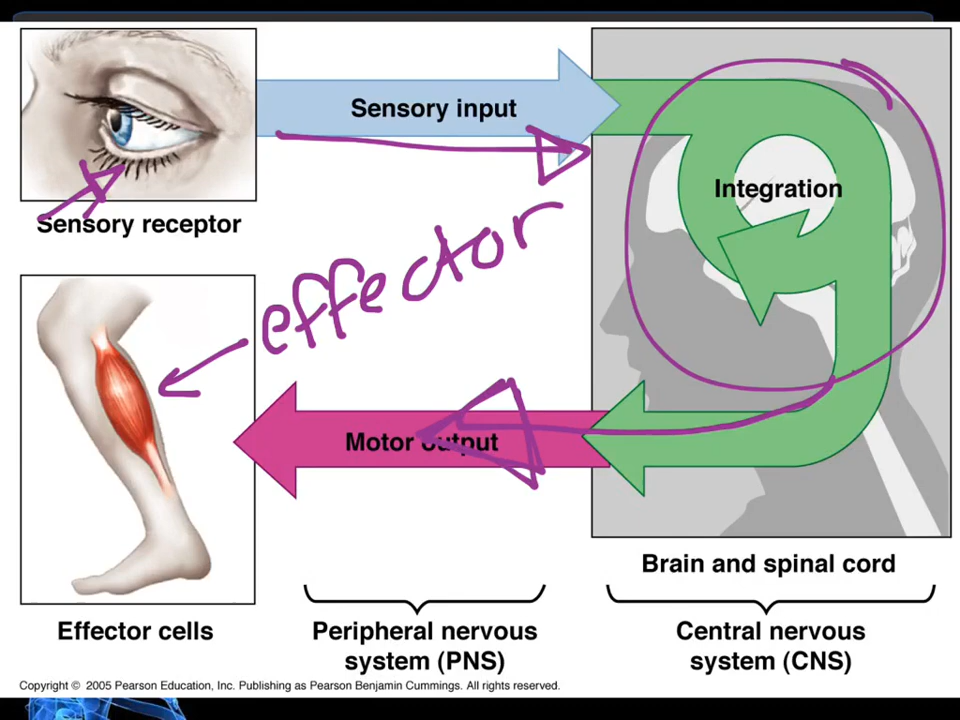 Sensory input
Integration
Sensory receptor
effector
Motor output
Brain and spinal cord
Effector cells
Peripheral nervous
system (PNS)
Central nervous
system (CNS)
Copyright © 2005 Pearson Education, Inc. Publishing as Pearson Benjamin Cummings. All rights reserved.